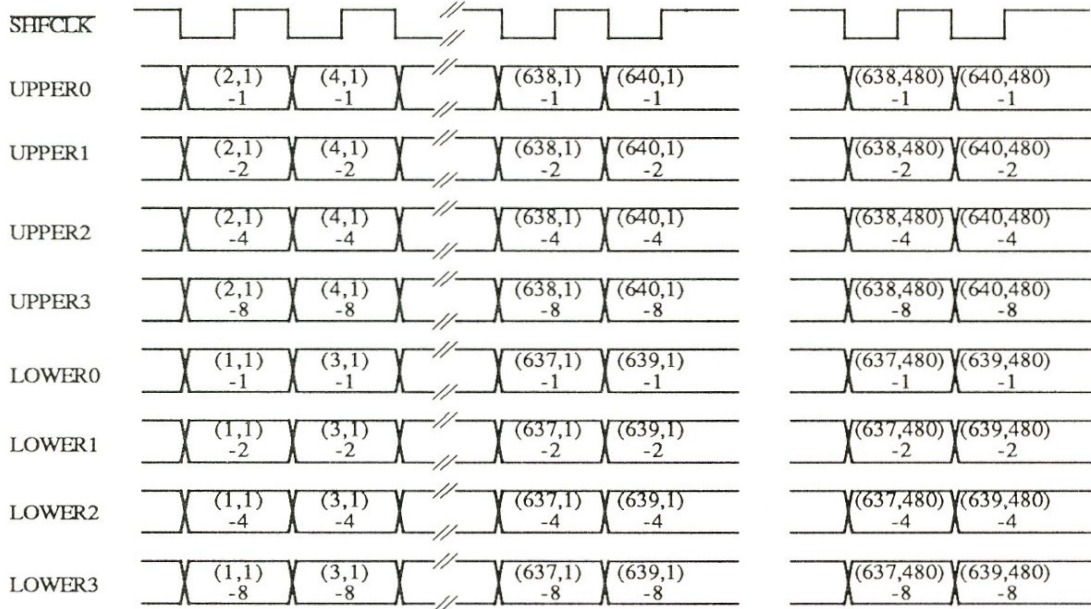 SHFCLK
UPPER0 (2,1) (4,1) (638,1) (640,1) (638,480) (640,480)
-1 -1 -1 -1 -1 -1
UPPER1 (2,1) (4,1) (638,1) (640,1) (638,480) (640,480)
-2 -2 -2 -2 -2 -2
UPPER2 (2,1) (4,1) (638,1) (640,1) (638,480) (640,480)
-4 -4 -4 -4 -4 -4
UPPER3 (2,1) (4,1) (638,1) (640,1) (638,480) (640,480)
-8 -8 -8 -8 -8 -8
LOWER0 (1,1) (3,1) (637,1) (639,1) (637,480) (639,480)
-1 -1 -1 -1 -1 -1
LOWER1 (1,1) (3,1) (637,1) (639,1) (637,480) (639,480)
-2 -2 -2 -2 -2 -2
LOWER2 (1,1) (3,1) (637,1) (639,1) (637,480) (639,480)
-4 -4 -4 -4 -4 -4
LOWER3 (1,1) (3,1) (637,1) (639,1) (637,480) (639,480)
-8 -8 -8 -8 -8 -8